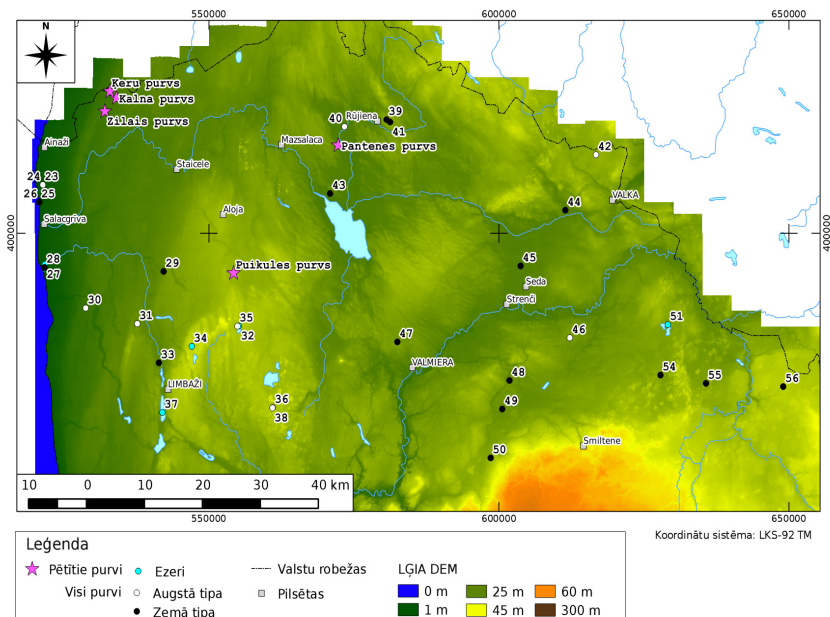 550000
600000
650000
N
Ķeru purvs
Kalna purvs
Zilais purvs
Ainaži
40
Rūjiena
39
41
Mazsalaca
Pantenes purvs
42
Staicele
24 23
26 25
43
44
VALKA
Salacgrīva
Aloja
400000
400000
28
27
29
Puikules purvs
45
Seda
Strenči
30
31
35
32
34
33
47
46
51
VALMIERA
LIMBAŽI
37
36
38
48
49
54
55
56
50
Smiltene
10 0 10 20 30 40 km
550000
600000
650000
Koordinātu sistēma: LKS-92 TM
Leģenda
Pētītie purvi
Ezeri
Valstu robežas
LĢIA DEM
Visi purvi
Augstā tipa
Pilsētas
Zemā tipa
0 m
25 m
60 m
1 m
45 m
300 m